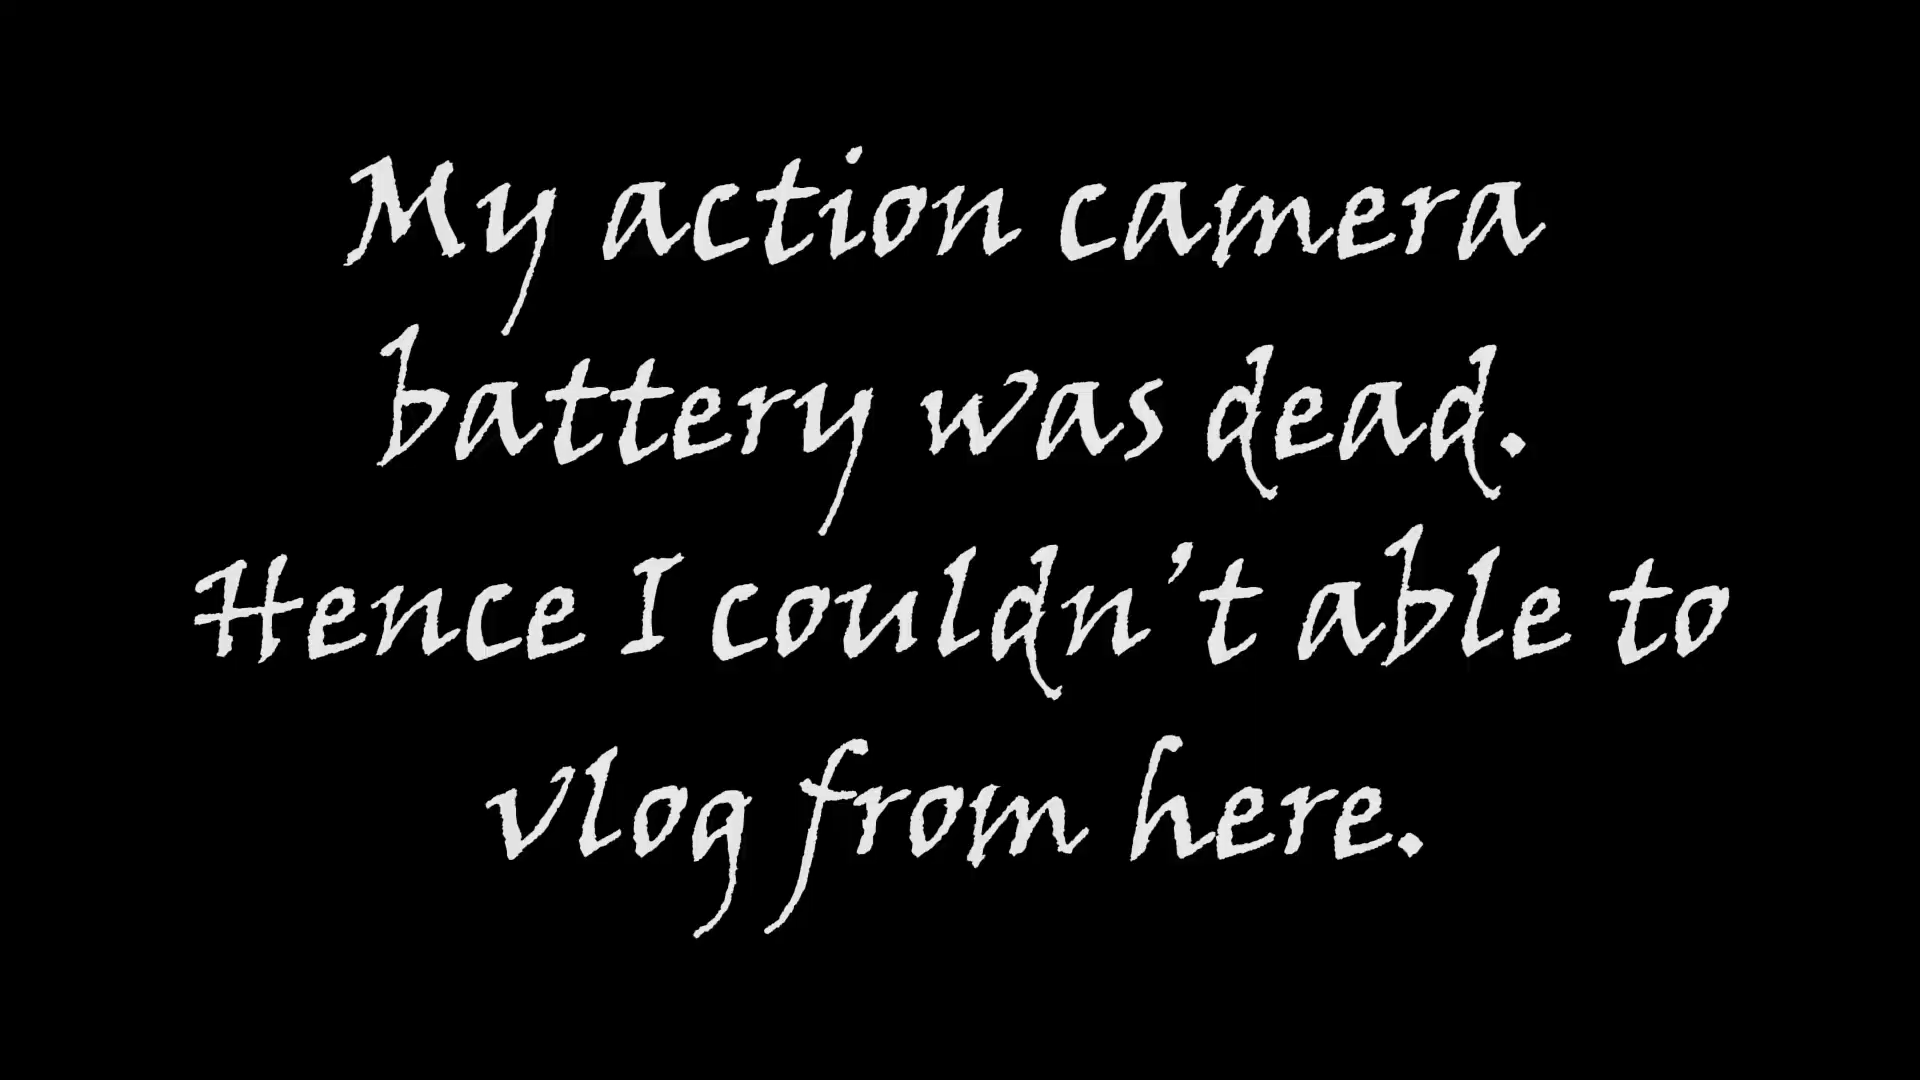 My action camera
battery was dead.
Hence I couldn't able to
vlog from here.